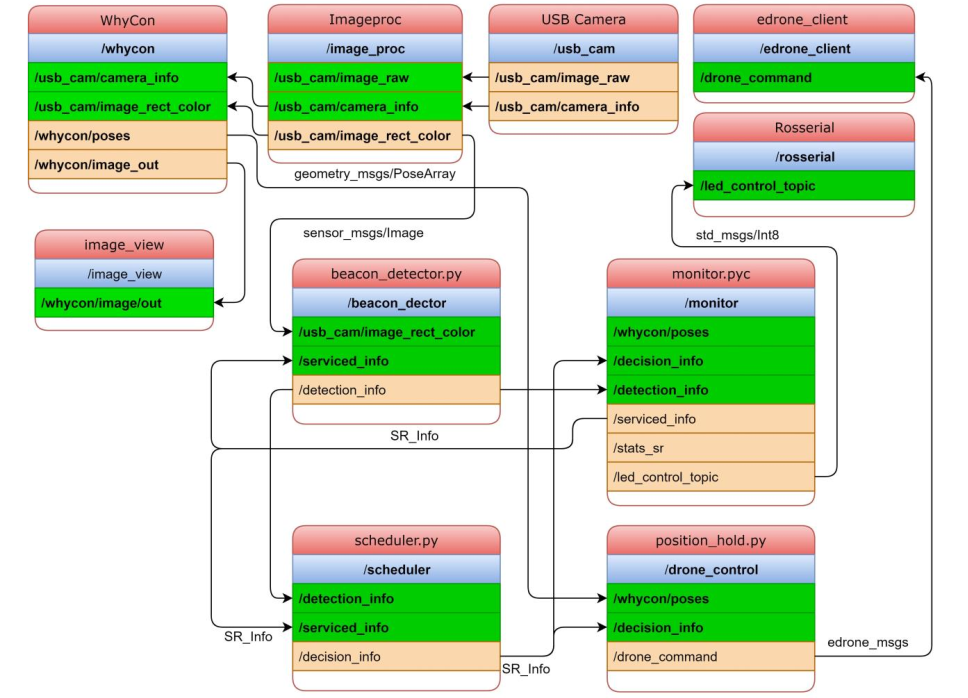 WhyCon
/whycon
/usb_cam/camera_info
/usb_cam/image_rect_color
/whycon/poses
/whycon/image_out
Imageproc
/image_proc
/usb_cam/image_raw
/usb_cam/camera_info
/usb_cam/image_rect_color
USB Camera
/usb_cam
/usb_cam/image_raw
/usb_cam/camera_info
edrone_client
/edrone_client
/drone_command
Rosserial
/rosserial
/led_control_topic
geometry_msgs/PoseArray
sensor_msgs/Image
std_msgs/Int8
image_view
/image_view
/whycon/image/out
beacon_detector.py
/beacon_dector
/usb_cam/image_rect_color
/serviced_info
/detection_info
monitor.pyc
/monitor
/whycon/poses
/decision_info
/detection_info
/serviced_info
/stats_sr
/led_control_topic
SR_Info
scheduler.py
/scheduler
/detection_info
/serviced_info
/decision_info
SR_Info
SR_Info
position_hold.py
/drone_control
/whycon/poses
/decision_info
/drone_command
edrone_msgs